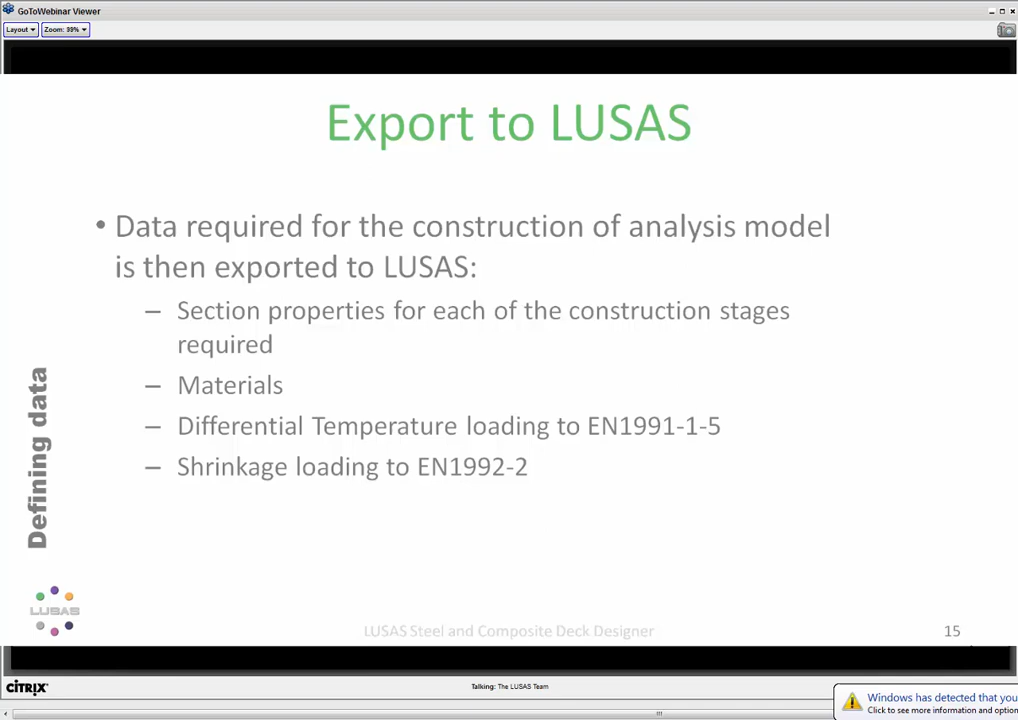 GoToWebinar Viewer
Layout
Zoom: 99%
Export to LUSAS
• Data required for the construction of analysis model
is then exported to LUSAS:
– Section properties for each of the construction stages
required
– Materials
– Differential Temperature loading to EN1991-1-5
– Shrinkage loading to EN1992-2
Defining data
LUSAS
LUSAS Steel and Composite Deck Designer
15
CITRIX
Talking: The LUSAS Team
Windows has detected that you
Click to see more information and option